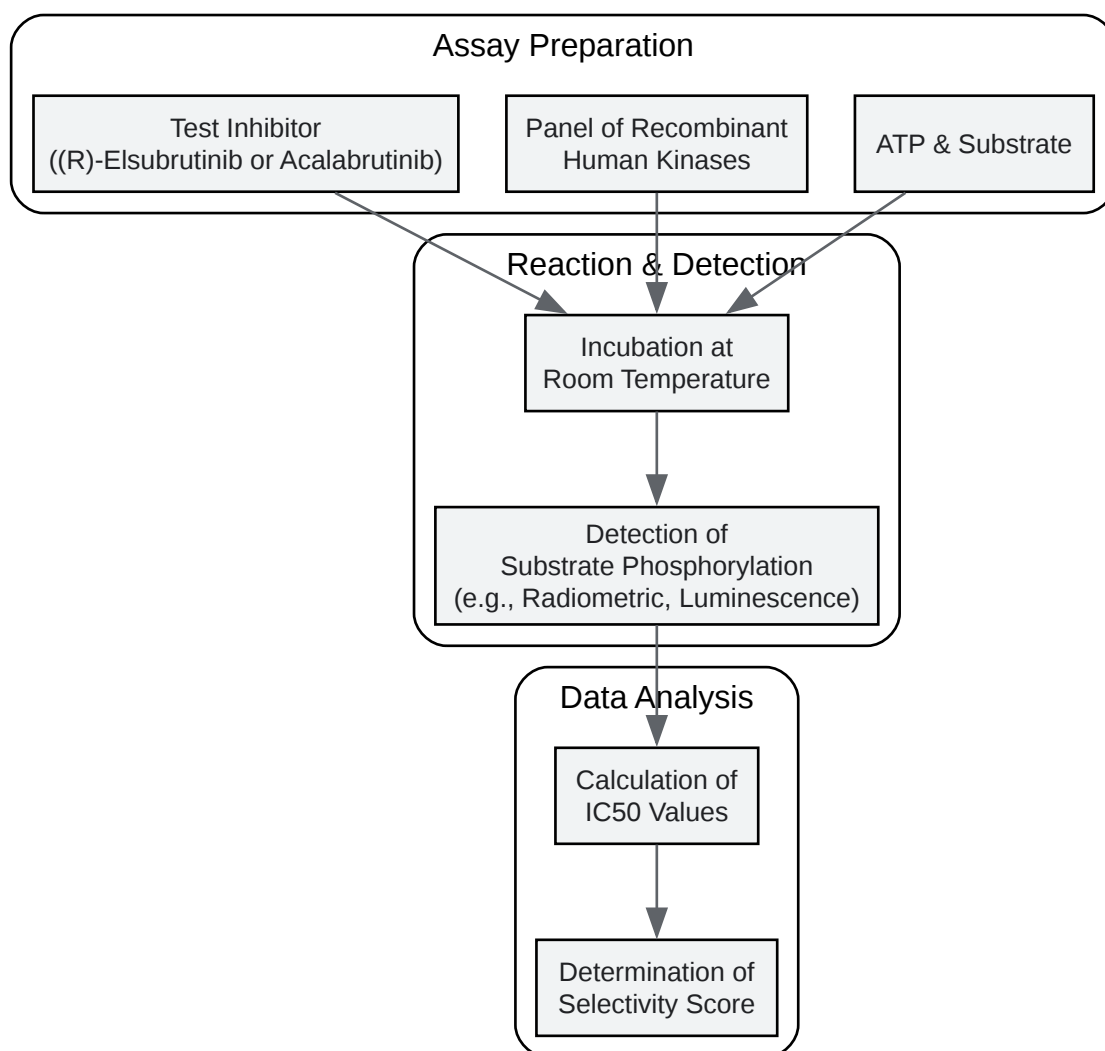 Assay Preparation
Test Inhibitor
((R)-Elsubrutinib or Acalabrutinib)
Panel of Recombinant
Human Kinases
ATP & Substrate
Reaction & Detection
Incubation at
Room Temperature
Detection of
Substrate Phosphorylation
(e.g., Radiometric, Luminescence)
Data Analysis
Calculation of
IC50 Values
Determination of
Selectivity Score